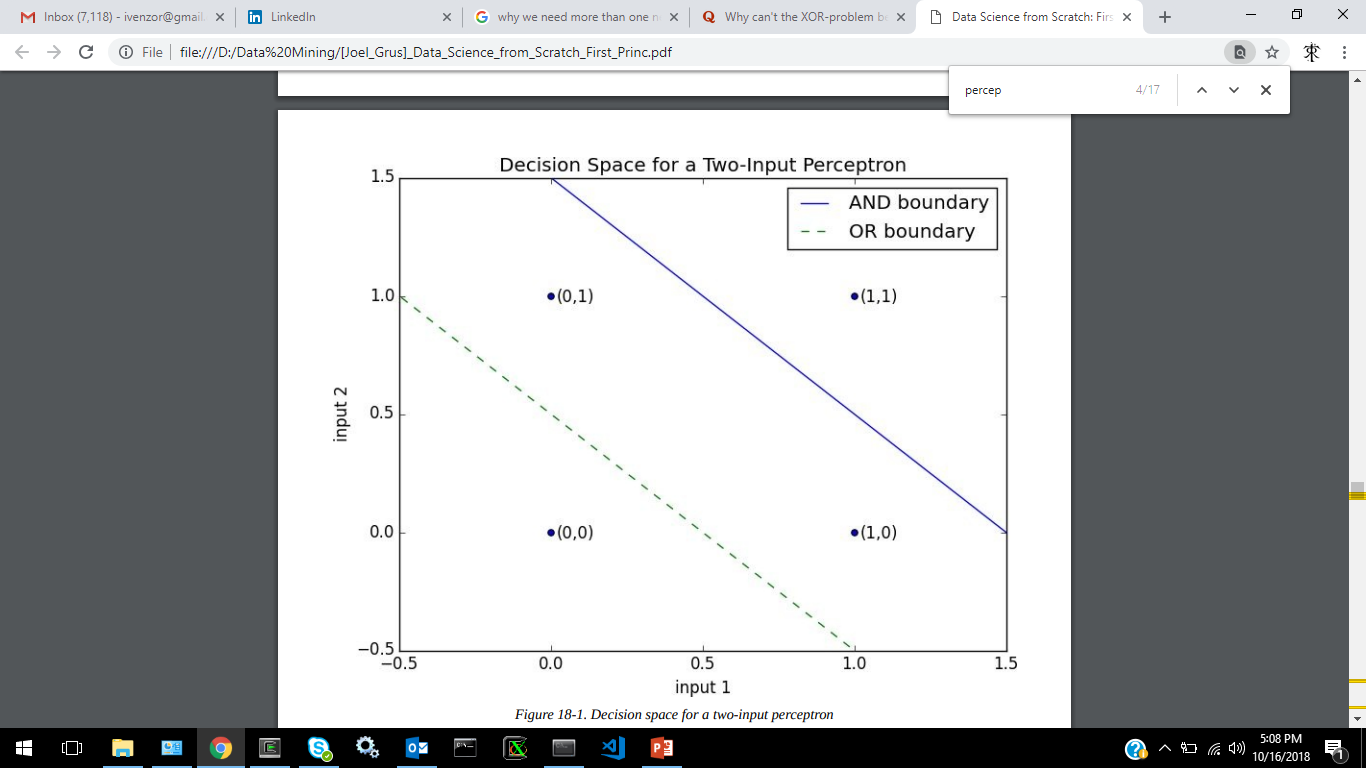 Inbox (7,118) - ivenzor@gmail.
LinkedIn
why we need more than one n
Why can't the XOR-problem be
Data Science from Scratch: Firs
File
file:///D:/Data%20Mining/[Joel_Grus]_Data_Science_from_Scratch_First_Princ.pdf
percep 4/17
Decision Space for a Two-Input Perceptron
1.5
AND boundary
OR boundary
1.0
(0,1)
(1,1)
0.5
input 2
0.0
(0,0)
(1,0)
−0.5
−0.5 0.0 0.5 1.0 1.5
input 1
Figure 18-1. Decision space for a two-input perceptron
5:08 PM
10/16/2018
1